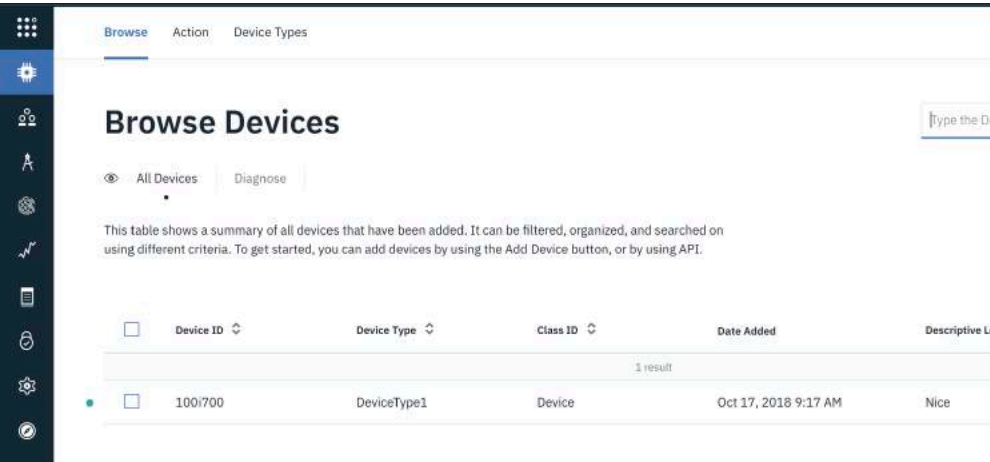 Browse Action Device Types
Browse Devices
Type the D
All Devices Diagnose
This table shows a summary of all devices that have been added. It can be filtered, organized, and searched on
using different criteria. To get started, you can add devices by using the Add Device button, or by using API.
Device ID Device Type Class ID Date Added Descriptive L
1 result
100i700 DeviceType1 Device Oct 17, 2018 9:17 AM Nice